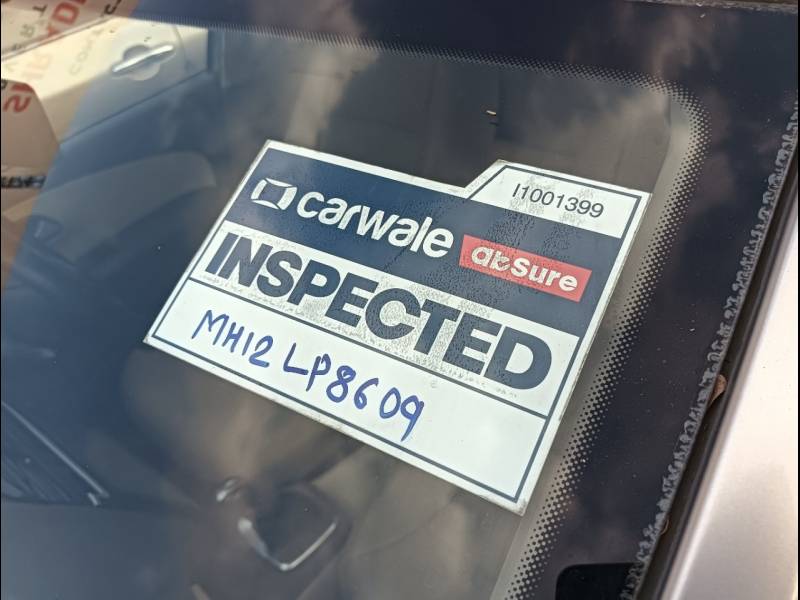 I1001399
carwale abSure
INSPECTED
MH12 LP8609